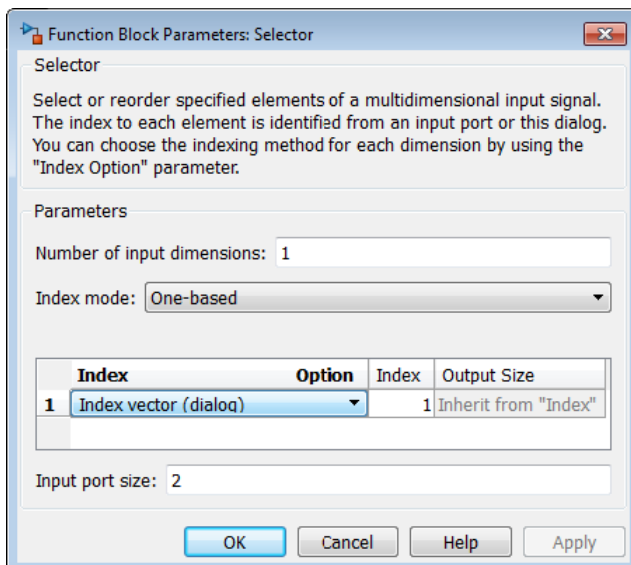 Function Block Parameters: Selector
Selector
Select or reorder specified elements of a multidimensional input signal.
The index to each element is identified from an input port or this dialog.
You can choose the indexing method for each dimension by using the
"Index Option" parameter.
Parameters
Number of input dimensions: 1
Index mode: One-based
Index Option Index Output Size
1 Index vector (dialog) 1 Inherit from "Index"
Input port size: 2
OK Cancel Help Apply